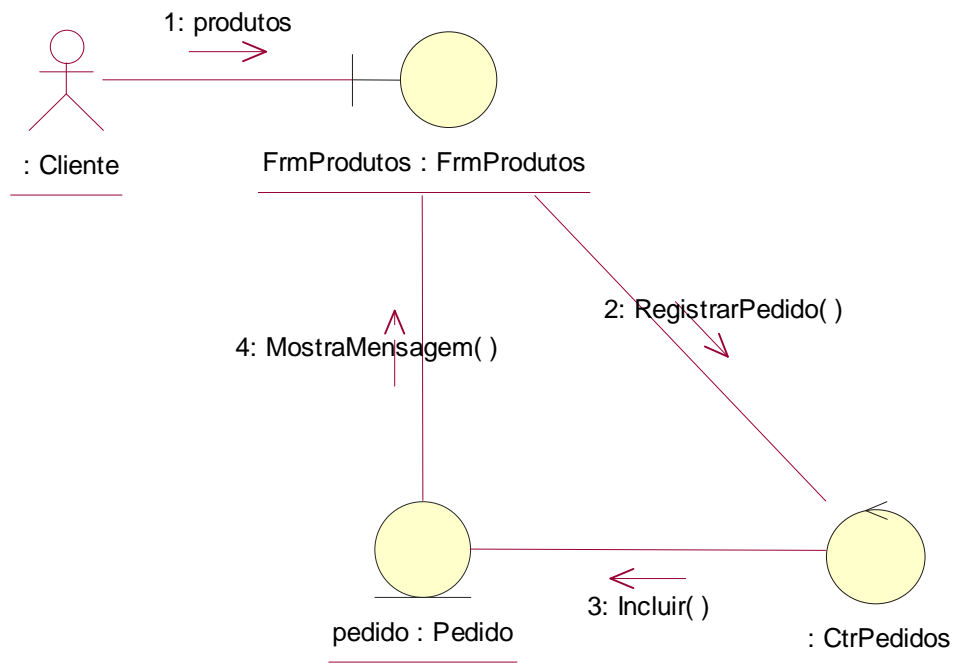 1: produtos
: Cliente
FrmProdutos : FrmProdutos
2: RegistrarPedido( )
4: MostraMensagem( )
3: Incluir( )
pedido : Pedido
: CtrPedidos